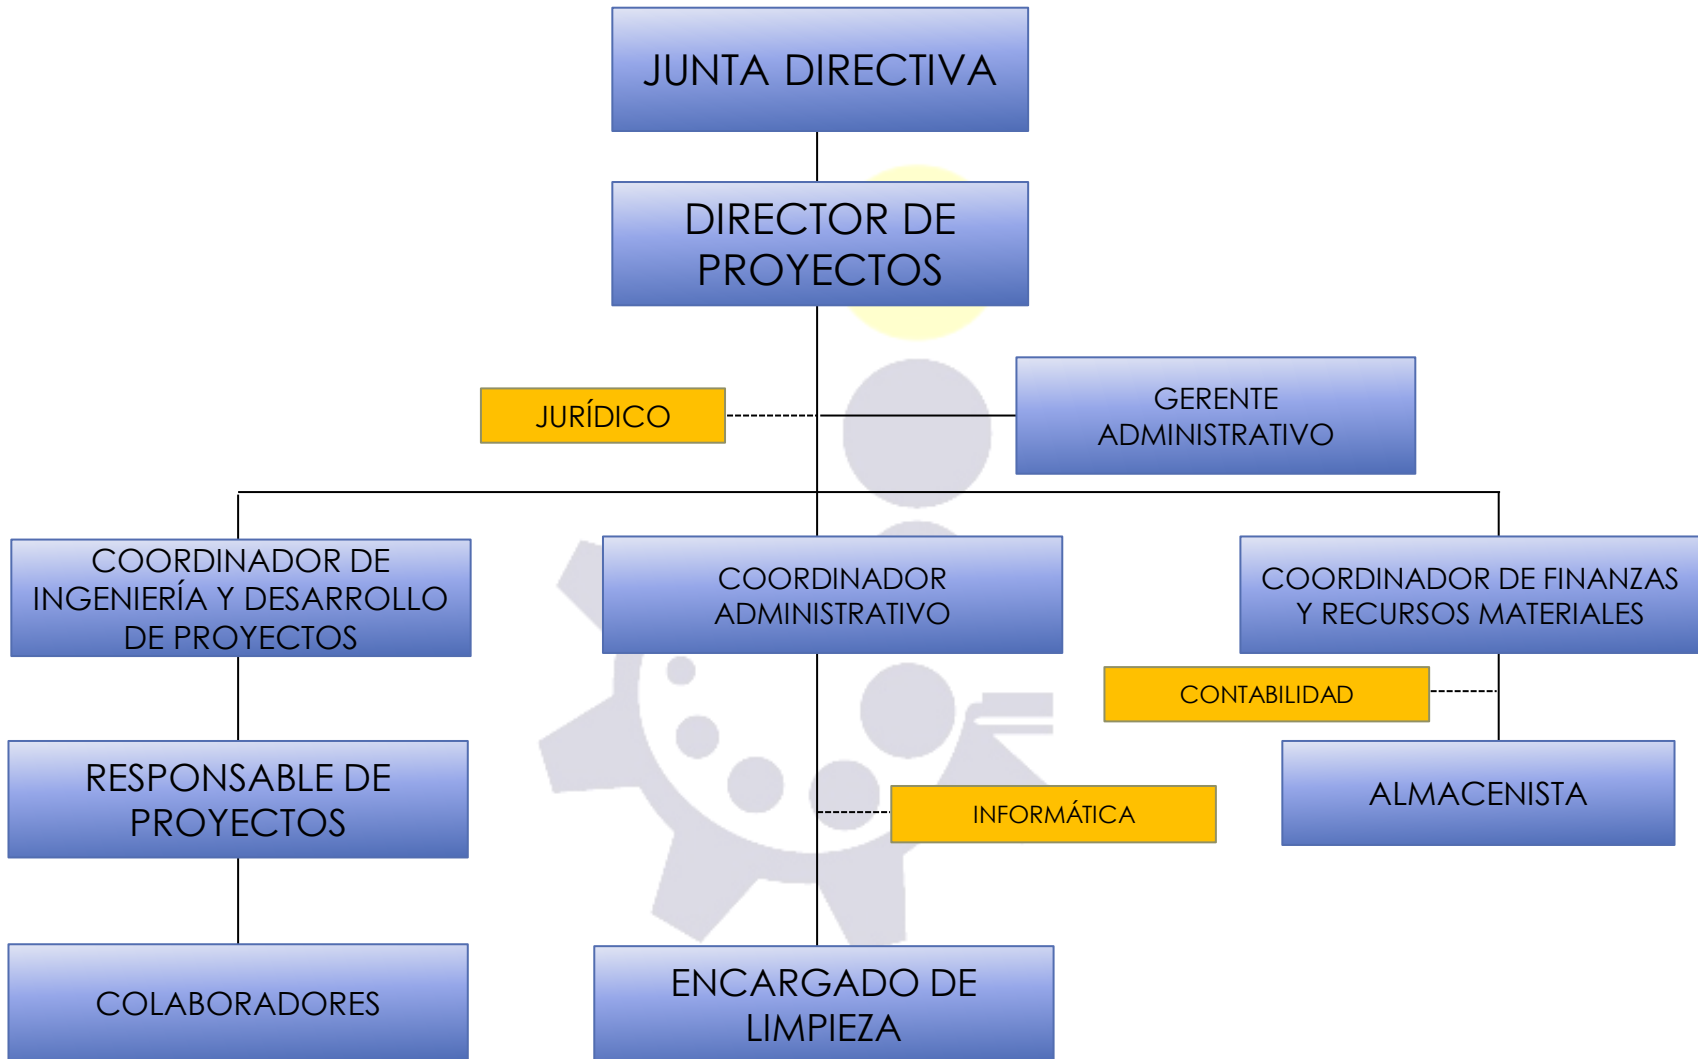 JUNTA DIRECTIVA
DIRECTOR DE
PROYECTOS
JURÍDICO
GERENTE
ADMINISTRATIVO
COORDINADOR DE
INGENIERÍA Y DESARROLLO
DE PROYECTOS
COORDINADOR
ADMINISTRATIVO
COORDINADOR DE FINANZAS
Y RECURSOS MATERIALES
CONTABILIDAD
RESPONSABLE DE
PROYECTOS
INFORMÁTICA
ALMACENISTA
COLABORADORES
ENCARGADO DE
LIMPIEZA